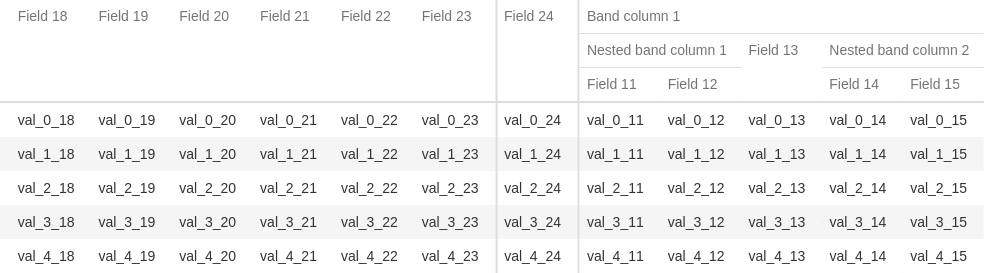 Field 18 Field 19 Field 20 Field 21 Field 22 Field 23 Field 24 Band column 1
Nested band column 1 Field 13 Nested band column 2
Field 11 Field 12 Field 14 Field 15
val_0_18 val_0_19 val_0_20 val_0_21 val_0_22 val_0_23 val_0_24 val_0_11 val_0_12 val_0_13 val_0_14 val_0_15
val_1_18 val_1_19 val_1_20 val_1_21 val_1_22 val_1_23 val_1_24 val_1_11 val_1_12 val_1_13 val_1_14 val_1_15
val_2_18 val_2_19 val_2_20 val_2_21 val_2_22 val_2_23 val_2_24 val_2_11 val_2_12 val_2_13 val_2_14 val_2_15
val_3_18 val_3_19 val_3_20 val_3_21 val_3_22 val_3_23 val_3_24 val_3_11 val_3_12 val_3_13 val_3_14 val_3_15
val_4_18 val_4_19 val_4_20 val_4_21 val_4_22 val_4_23 val_4_24 val_4_11 val_4_12 val_4_13 val_4_14 val_4_15